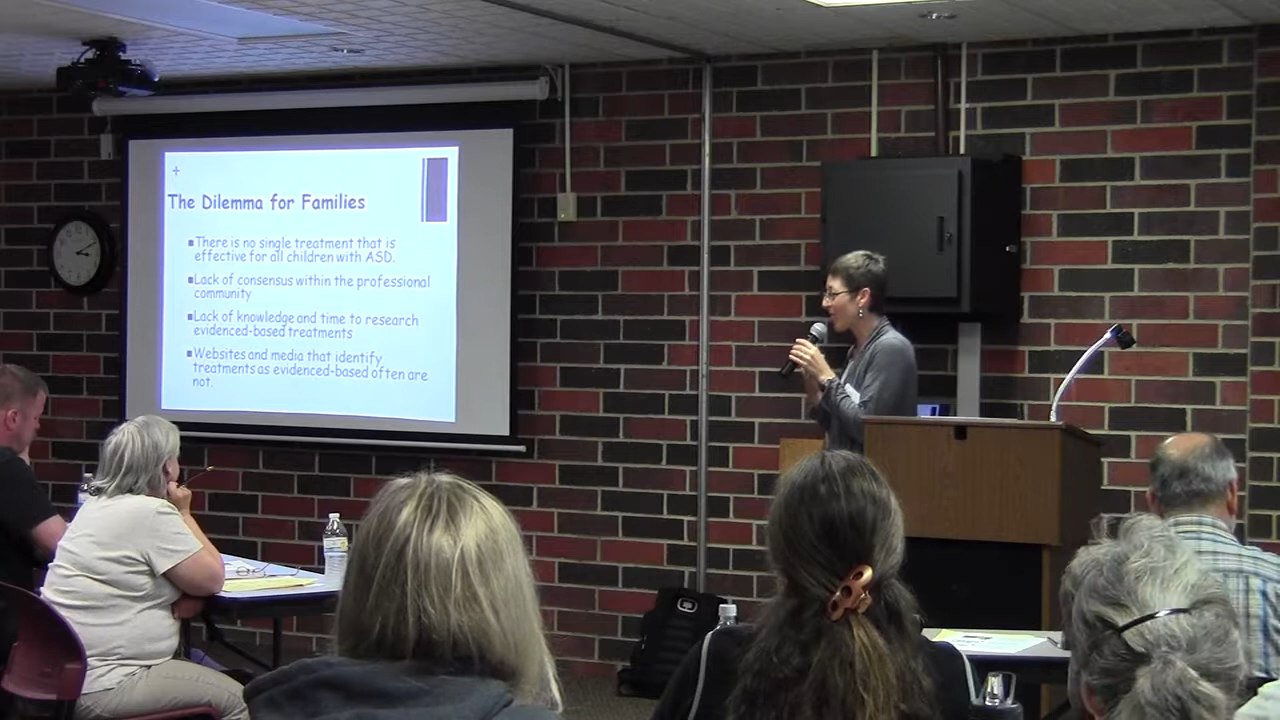 +
The Dilemma for Families
■There is no single treatment that is
effective for all children with ASD.
■Lack of consensus within the professional
community
■Lack of knowledge and time to research
evidenced-based treatments
■Websites and media that identify
treatments as evidenced-based often are
not.